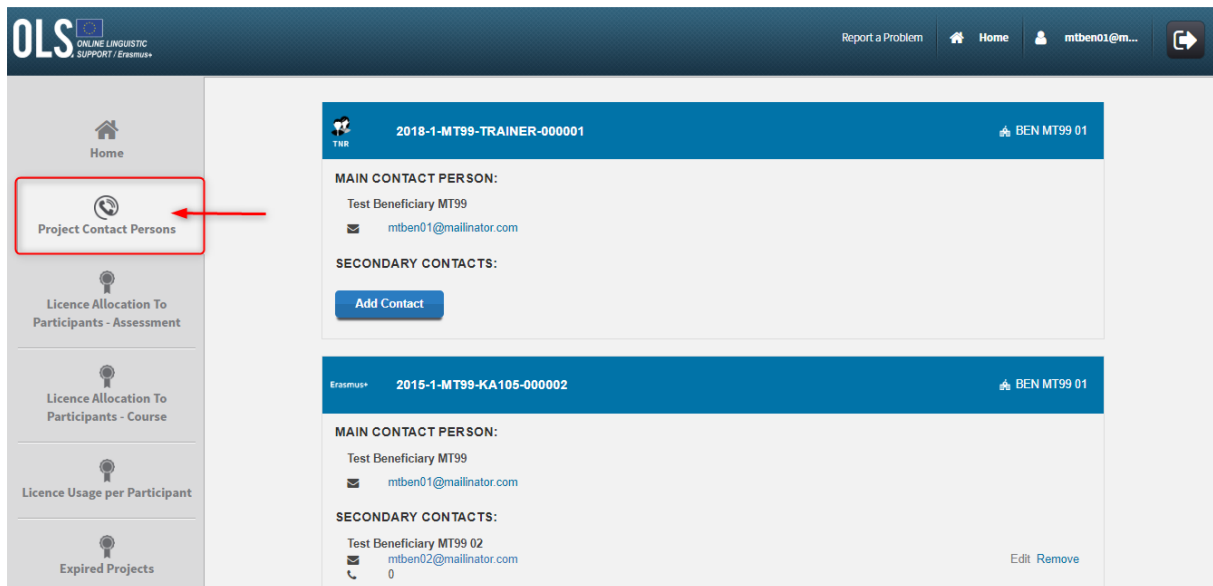 OLS ONLINE LINGUISTIC
SUPPORT / Erasmus+
Report a Problem
Home
mtben01@m...
Home
Project Contact Persons
Licence Allocation To
Participants - Assessment
Licence Allocation To
Participants - Course
Licence Usage per Participant
Expired Projects
TNR
2018-1-MT99-TRAINER-000001
BEN MT99 01
MAIN CONTACT PERSON:
Test Beneficiary MT99
mtben01@mailinator.com
SECONDARY CONTACTS:
Add Contact
Erasmus+
2015-1-MT99-KA105-000002
BEN MT99 01
MAIN CONTACT PERSON:
Test Beneficiary MT99
mtben01@mailinator.com
SECONDARY CONTACTS:
Test Beneficiary MT99 02
mtben02@mailinator.com
Edit Remove
0